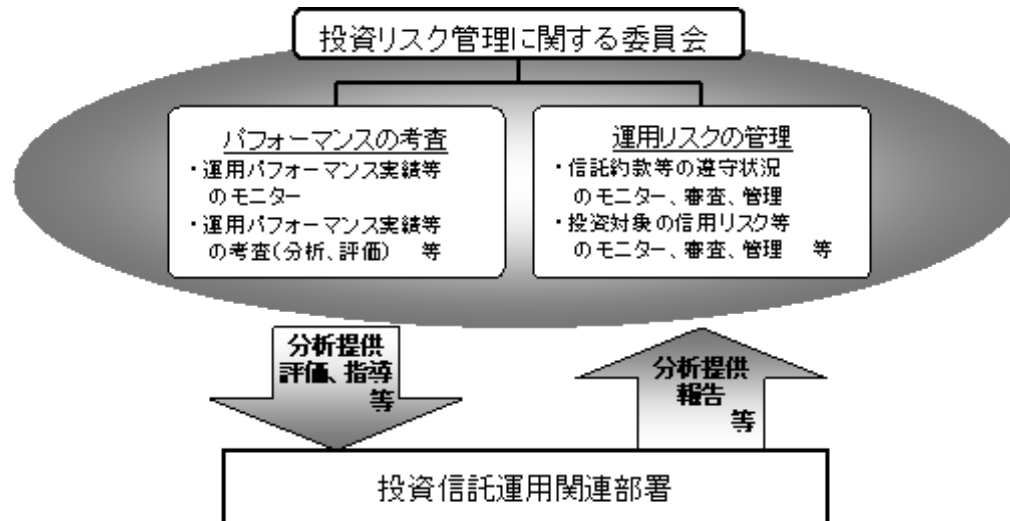 投資リスク管理に関する委員会
パフォーマンスの考査
・運用パフォーマンス実績等
のモニター
・運用パフォーマンス実績等
の考査(分析、評価) 等
運用リスクの管理
・信託約款等の遵守状況
のモニター、審査、管理
・投資対象の信用リスク等
のモニター、審査、管理 等
分析提供
評価、指導
等
分析提供
報告
等
投資信託運用関連部署